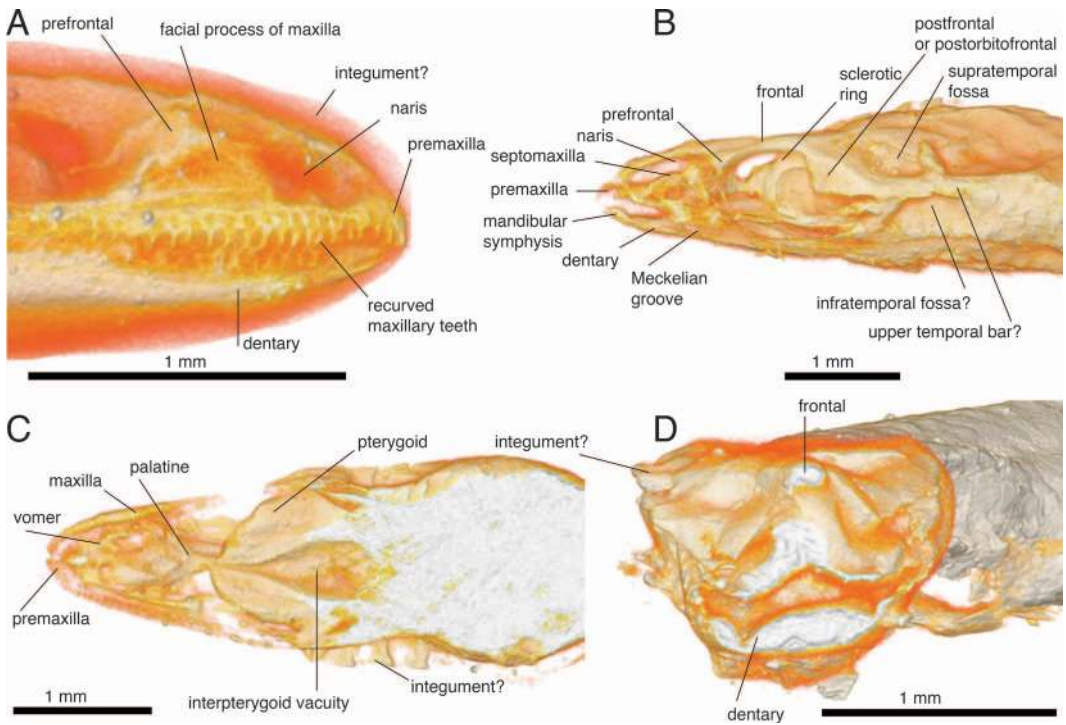 A
prefrontal
facial process of maxilla
integument?
naris
premaxilla
recurved
maxillary teeth
dentary
1 mm
B
postfrontal
or postorbitofrontal
sclerotic
ring
supratemporal
fossa
frontal
prefrontal
naris
septomaxilla
premaxilla
mandibular
symphysis
dentary
Meckelian
groove
infratemporal fossa?
upper temporal bar?
1 mm
C
pterygoid
palatine
maxilla
vomer
premaxilla
interpterygoid vacuity
integument?
1 mm
D
frontal
integument?
dentary
1 mm